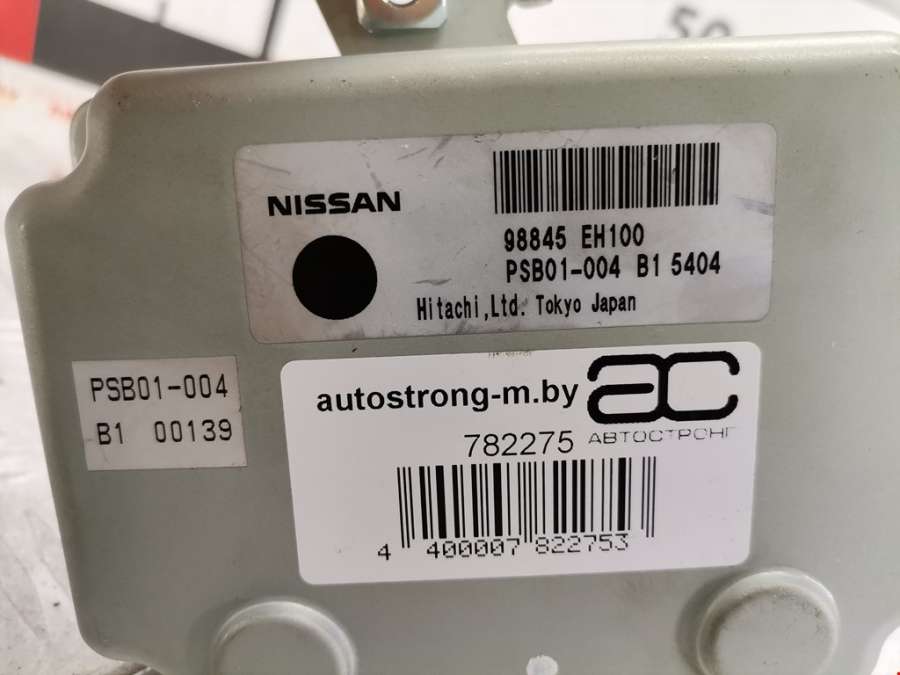 50
NISSAN
98845 EH100
PSB01-004 B1 5404
Hitachi,Ltd. Tokyo Japan
PSB01-004
B1 00139
autostrong-m.by
ac
782275
АВТОСТРОНГ
4 400007 822753